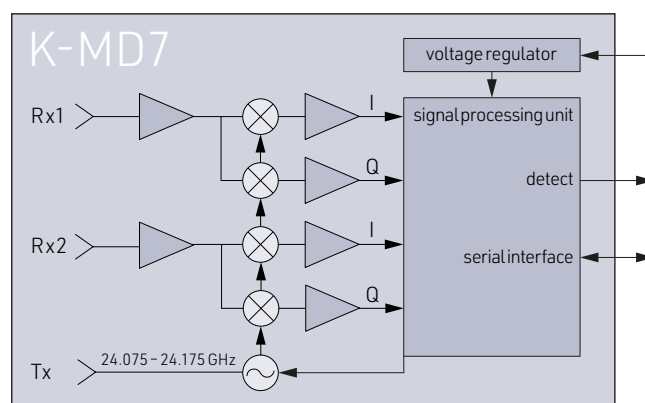 K-MD7
voltage regulator
Rx1
I
signal processing unit
Q
detect
Rx2
I
serial interface
Q
Tx
24.075 – 24.175 GHz